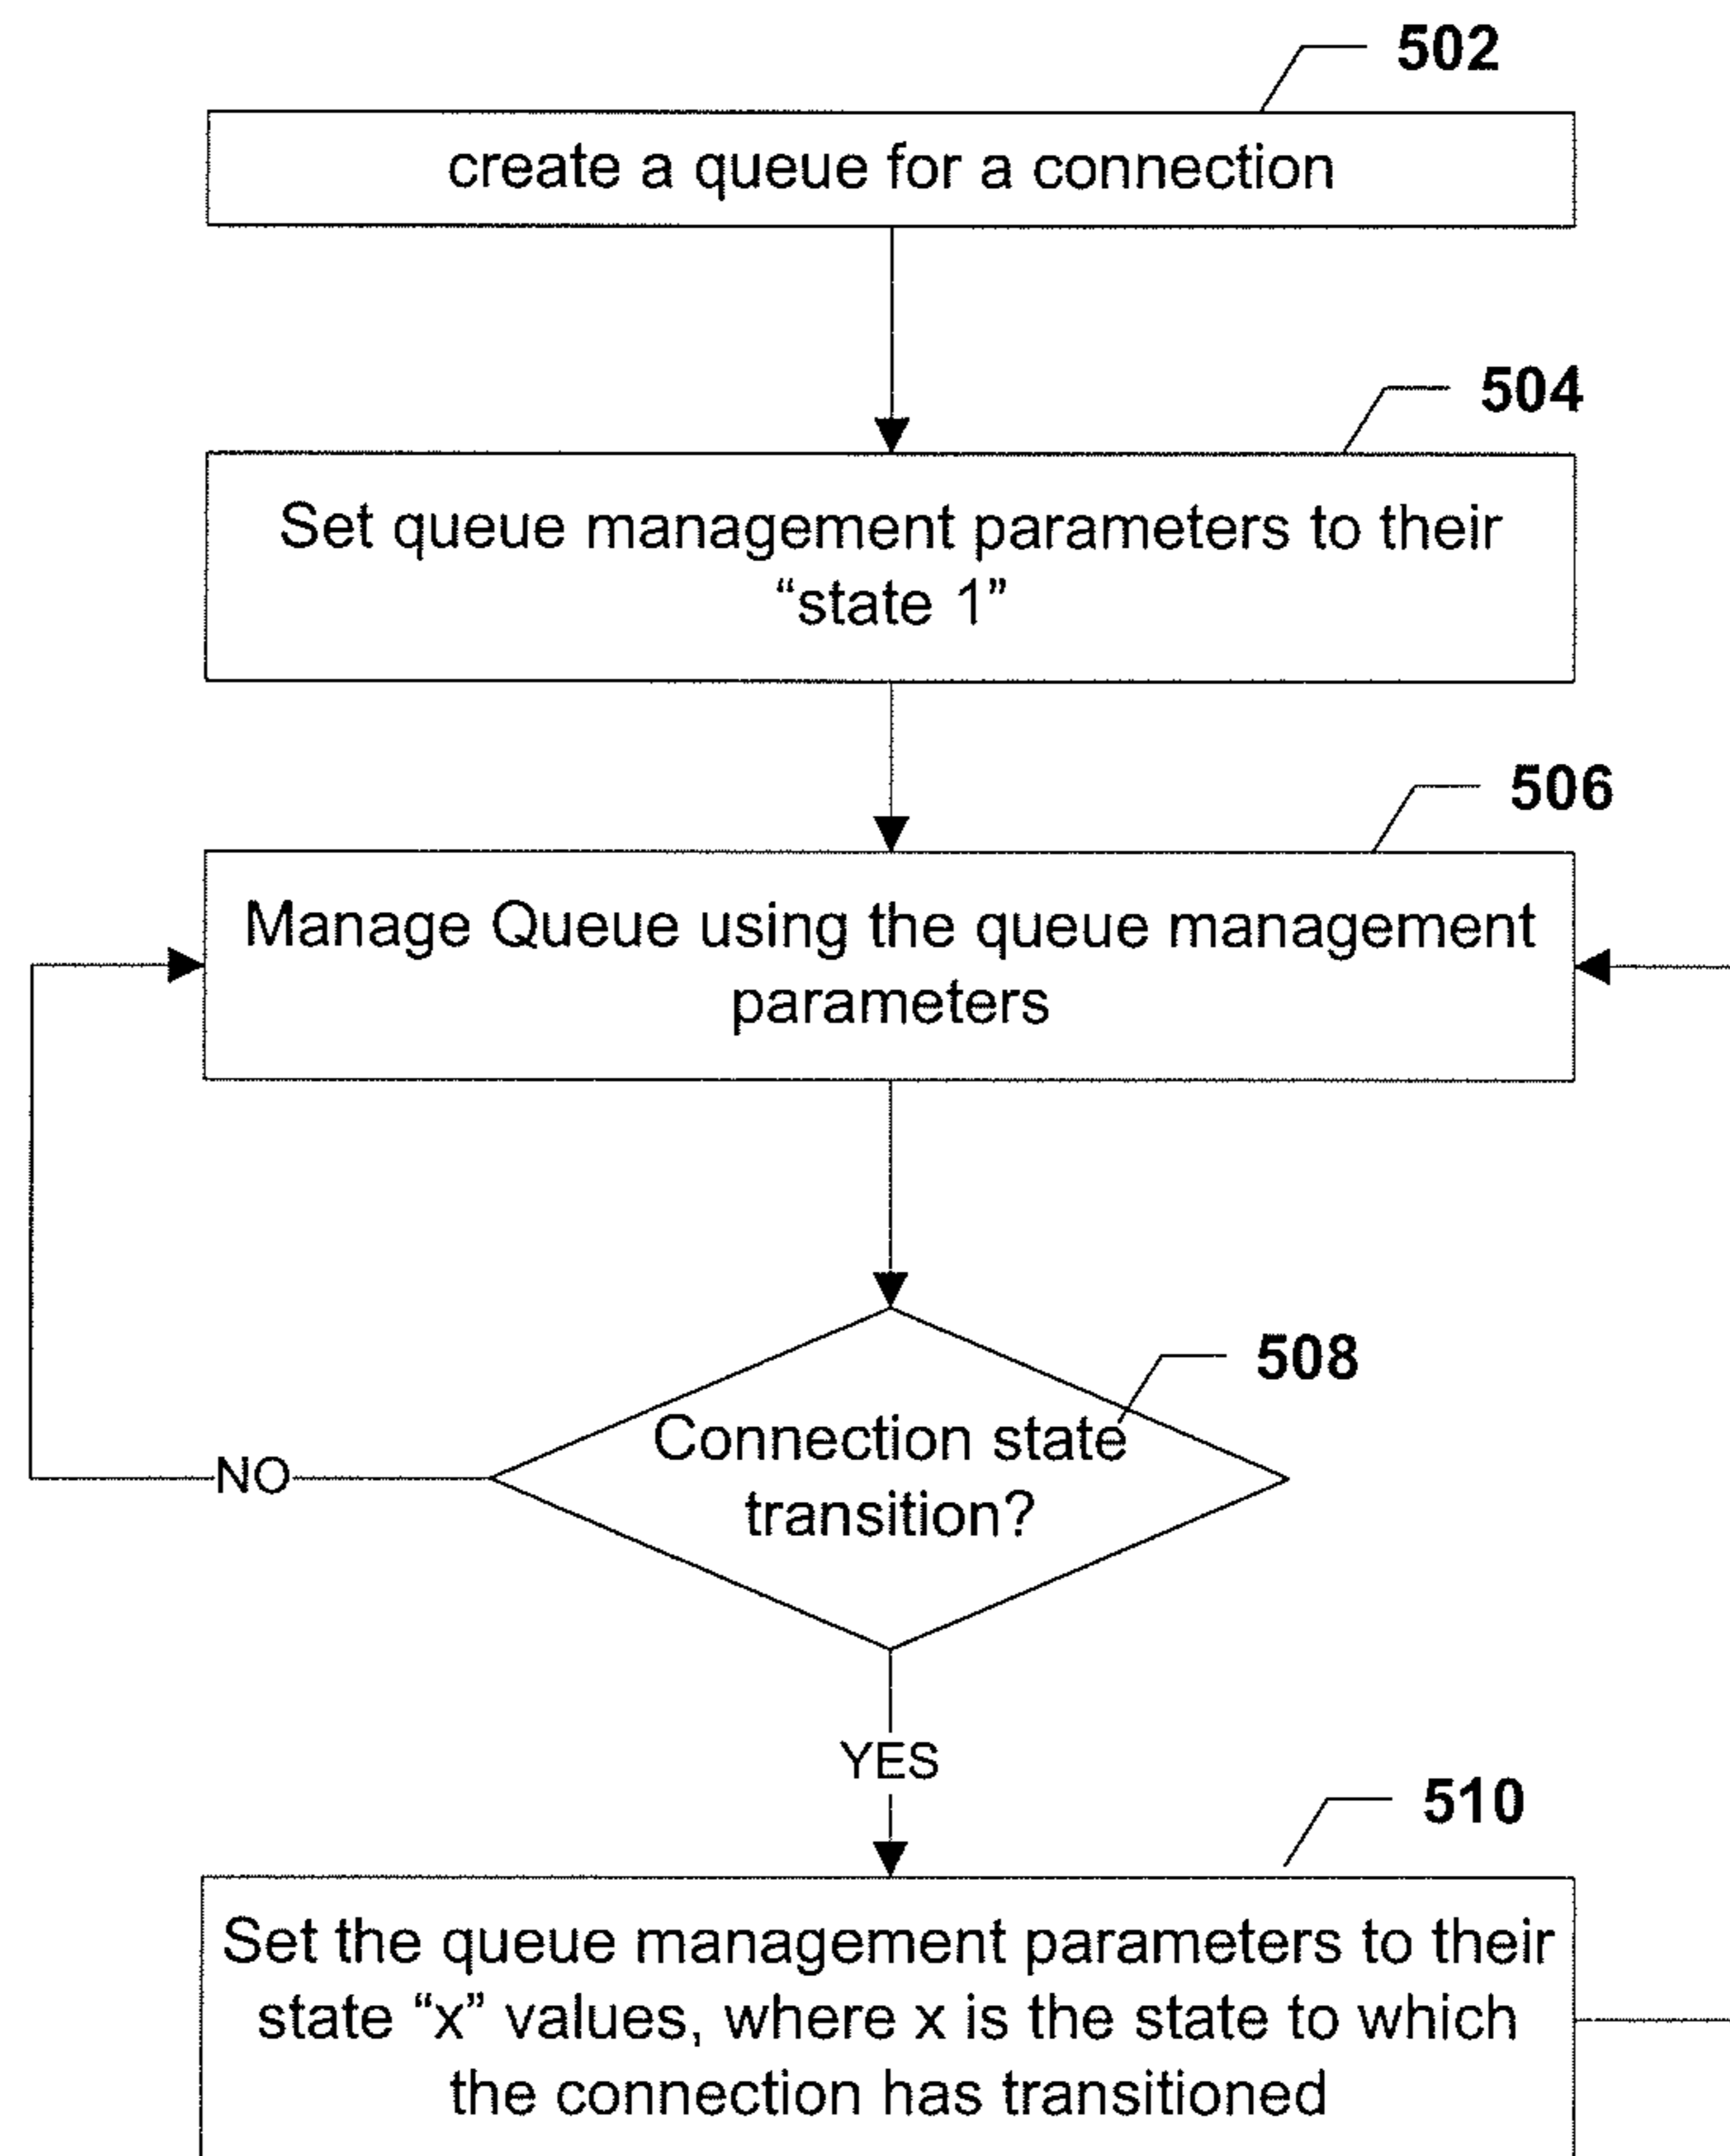 502
create a queue for a connection
504
Set queue management parameters to their
“state 1”
506
Manage Queue using the queue management
parameters
508
Connection state
transition?
NO
YES
510
Set the queue management parameters to their
state “x” values, where x is the state to which
the connection has transitioned